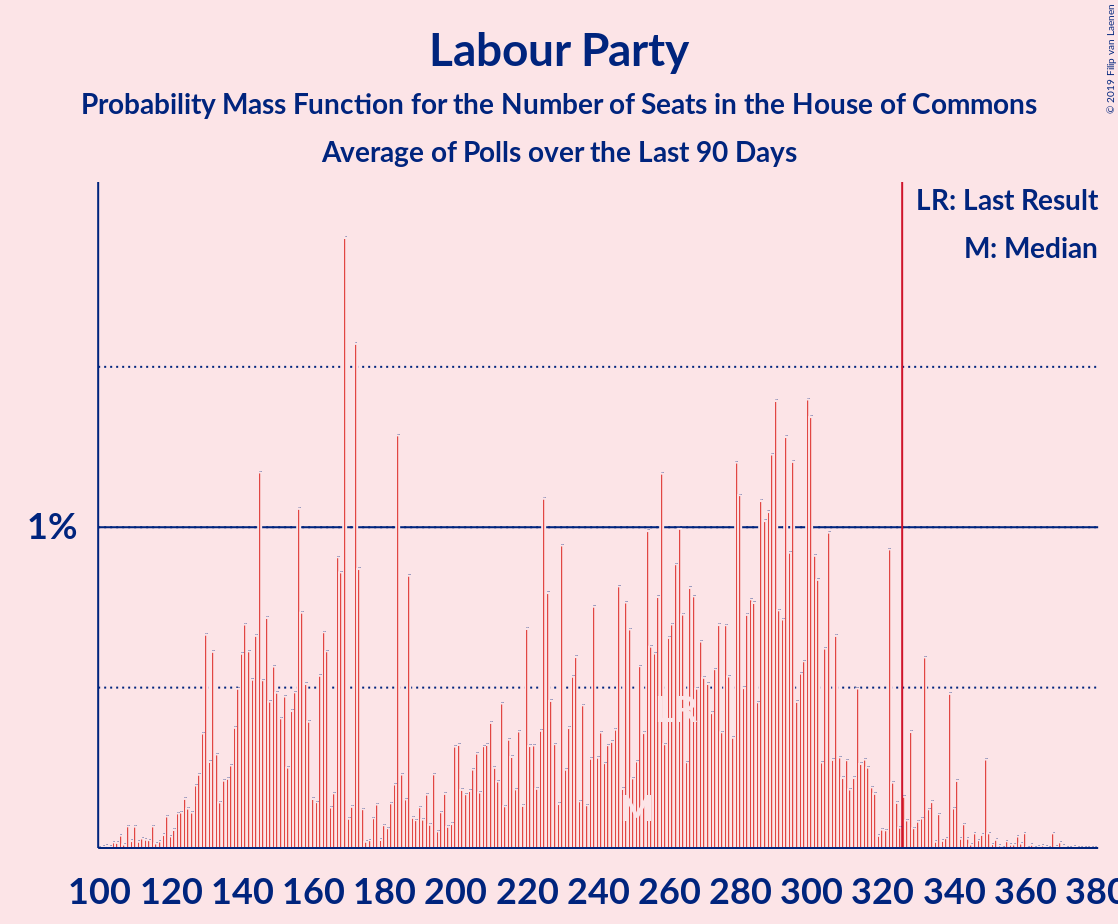 Labour Party
Probability Mass Function for the Number of Seats in the House of Commons
Average of Polls over the Last 90 Days
© 2019 Filip van Laenen
LR: Last Result
M: Median
1%
LR
M
100 120 140 160 180 200 220 240 260 280 300 320 340 360 380